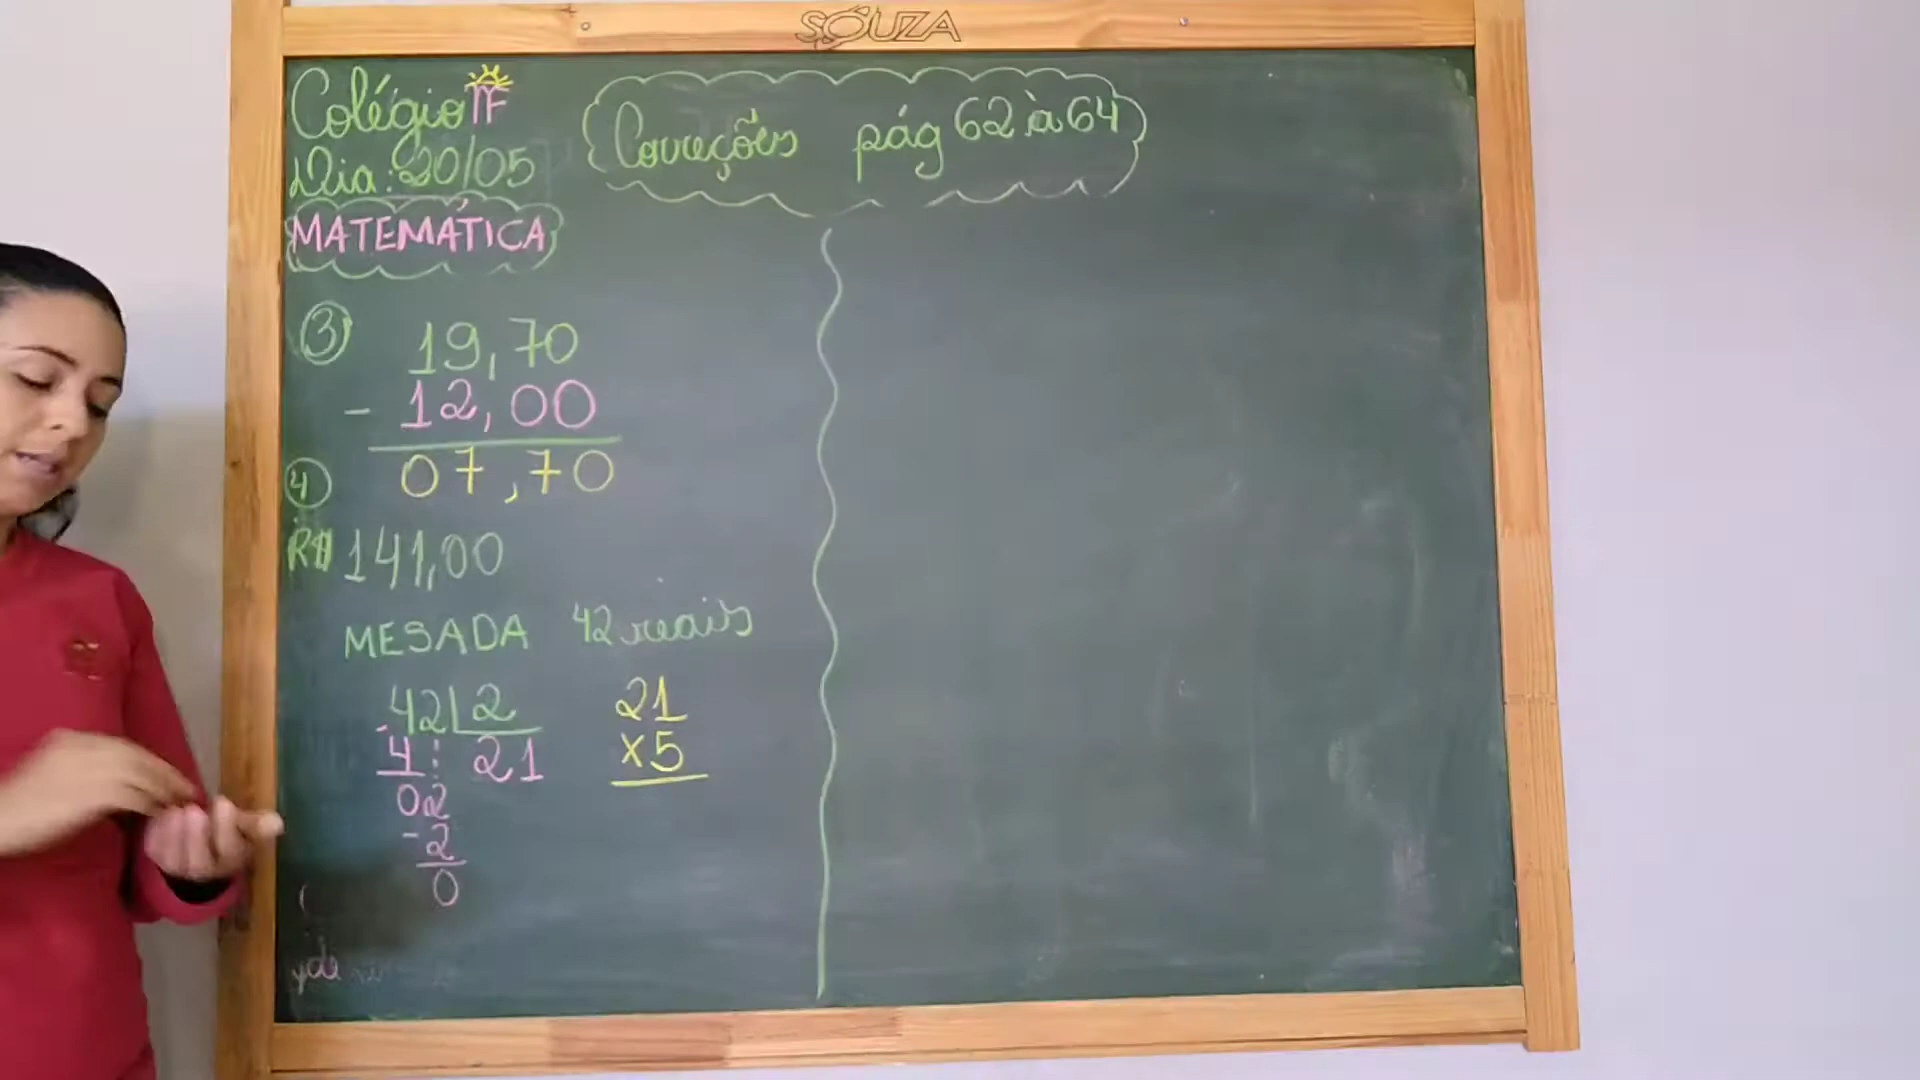 SOUZA
Colégio TF
Dia: 20/05
Correções pág 62 à 64
MATEMÁTICA
3
19,70
- 12,00
07,70
4
R$ 141,00
MESADA 42 reais
42 2
- 4 21
02
- 2
0
21
x5